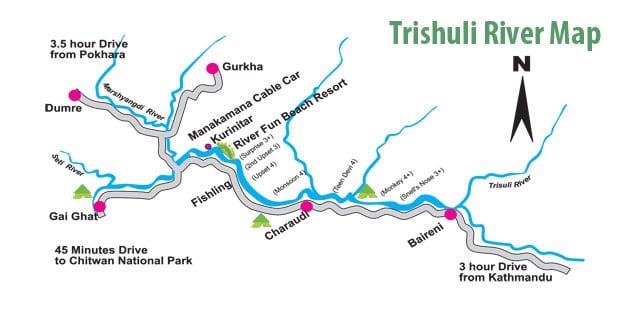 Trishuli River Map
N
3.5 hour Drive
from Pokhara
Gurkha
Dumre
Marshyangdi River
Manakamana Cable Car
Kurinitar
River Fun Beach Resort
(Surprise 3+)
(2nd Upset 3)
(Upset 4)
(Monsoon 4)
(Teen Devi 4)
(Monkey 4+)
(Snell's Nose 3+)
Trisuli River
Seti River
Fishling
Gai Ghat
Charaudi
Baireni
45 Minutes Drive
to Chitwan National Park
3 hour Drive
from Kathmandu